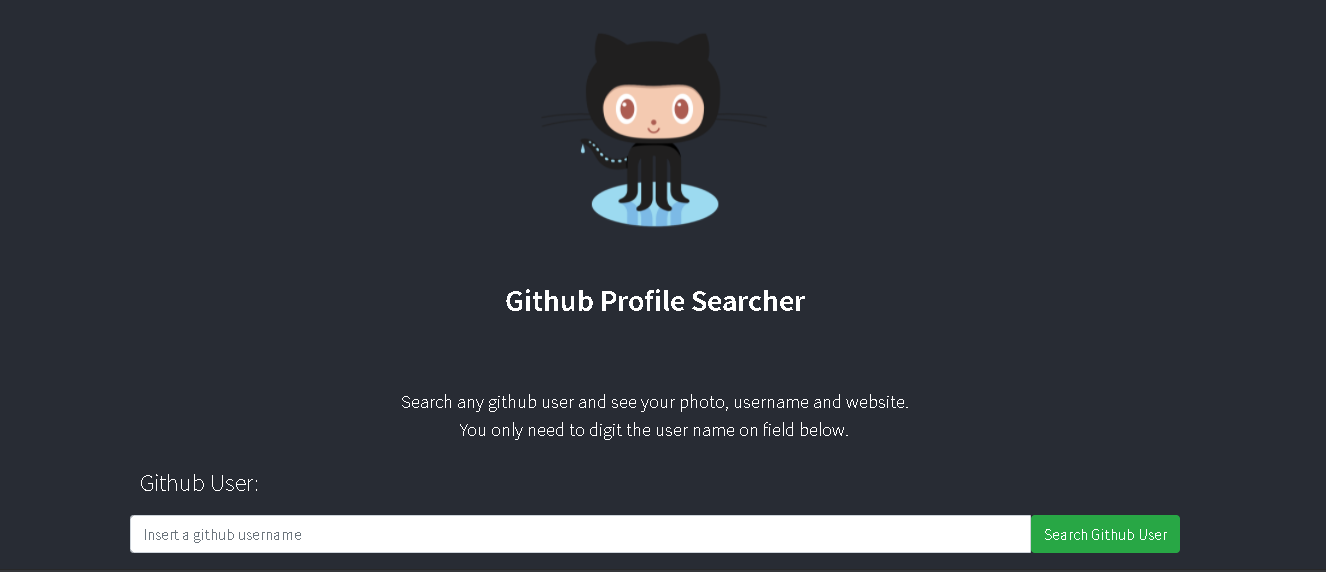 Github Profile Searcher
Search any github user and see your photo, username and website.
You only need to digit the user name on field below.
Github User:
Insert a github username
Search Github User